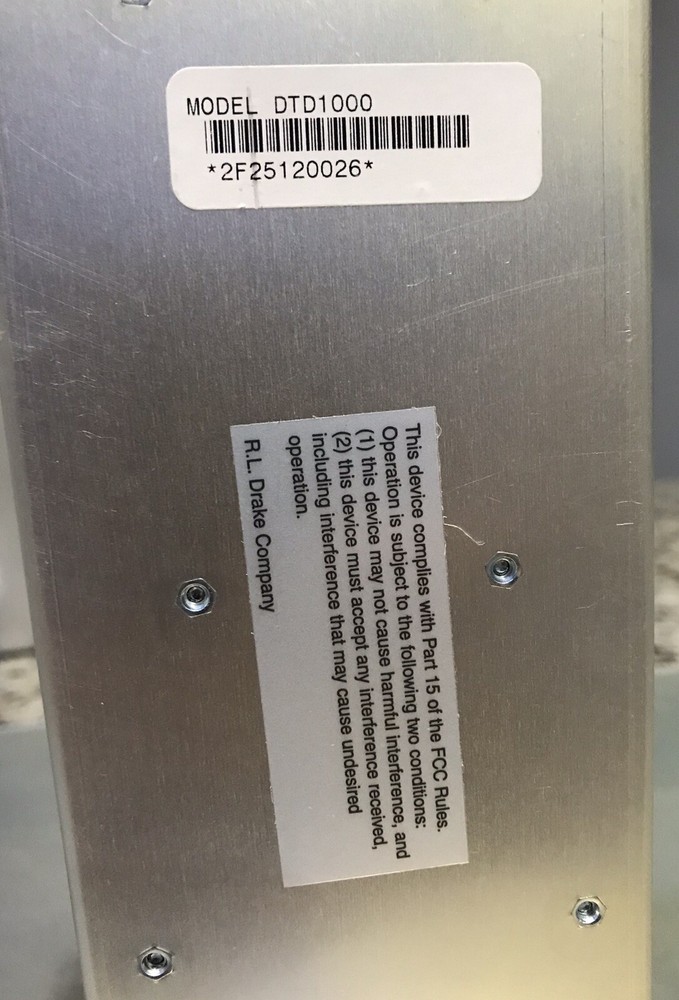 MODEL DTD1000
*2F25120026*
This device complies with Part 15 of the FCC Rules.
Operation is subject to the following two conditions:
(1) this device may not cause harmful interference, and
(2) this device must accept any interference received,
including interference that may cause undesired
operation.
R.L. Drake Company